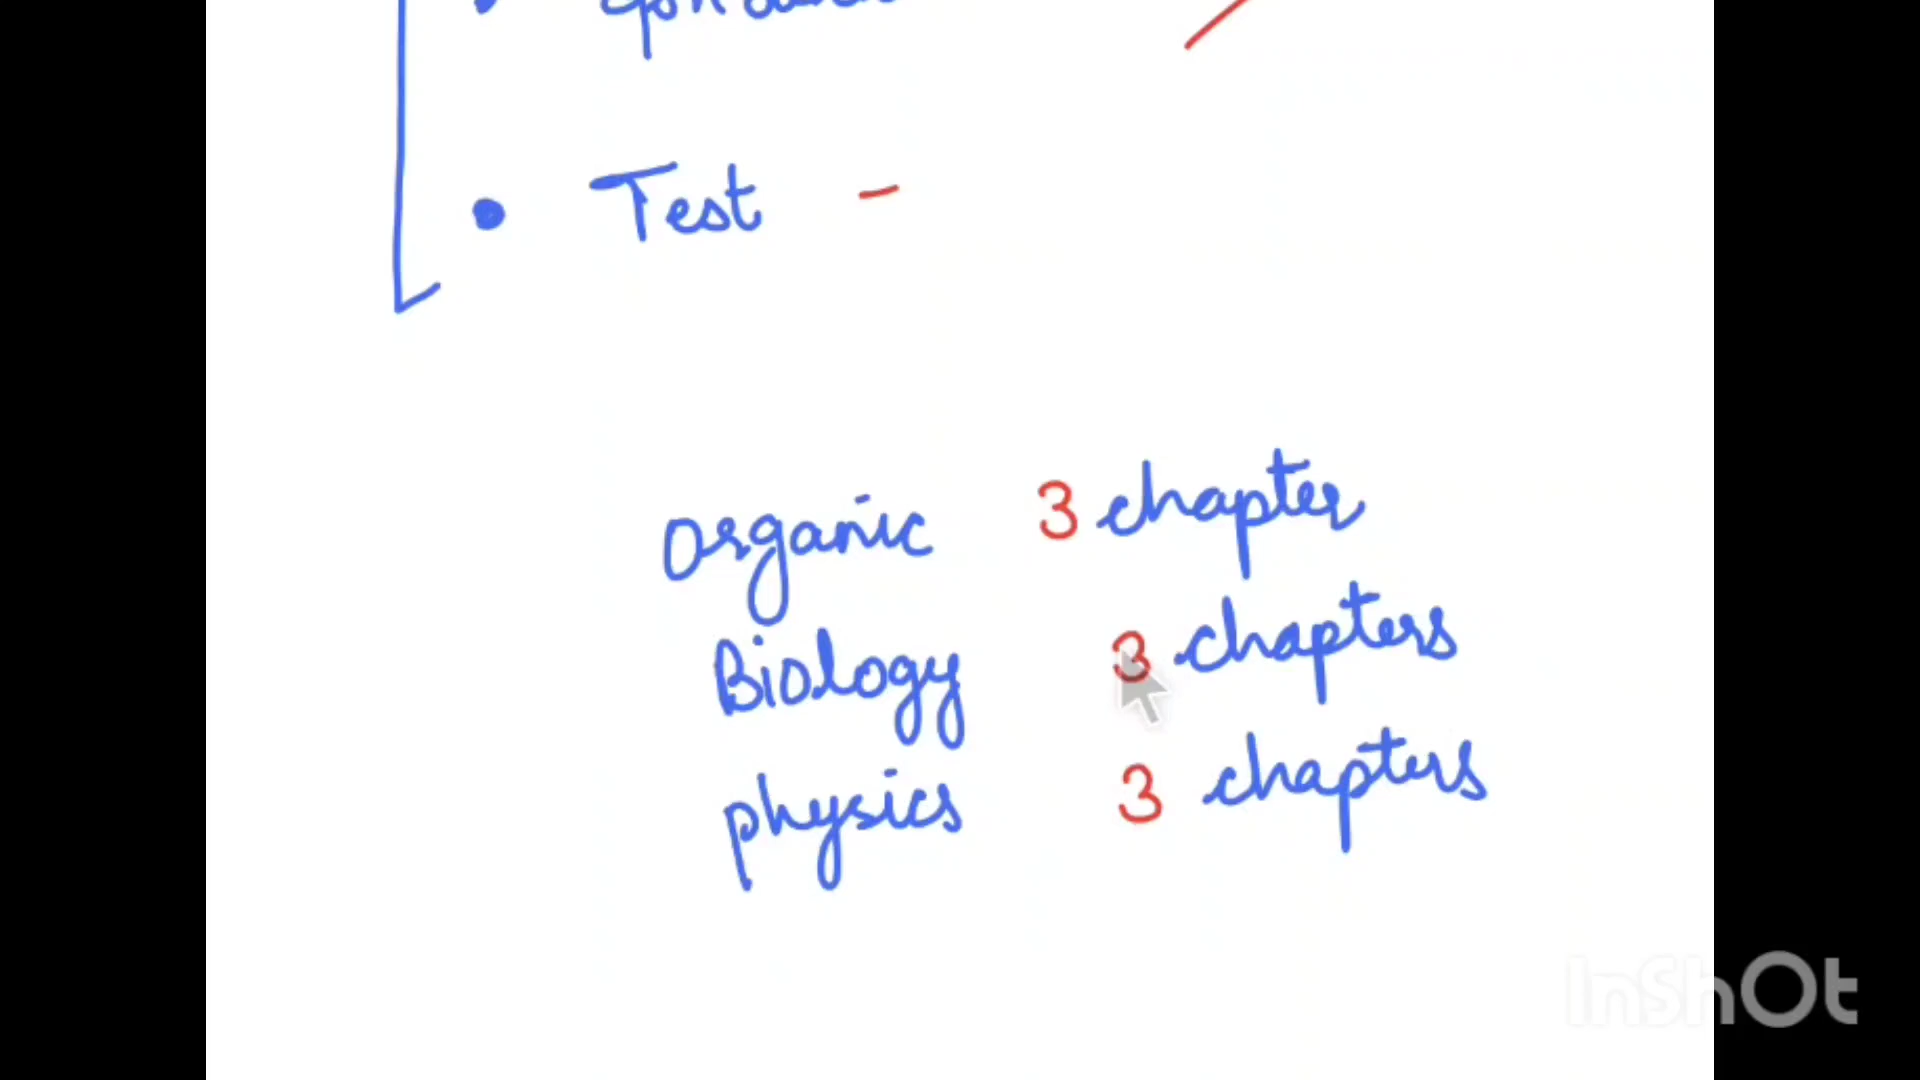 • Test -
Organic 3 chapter
Biology 3 chapters
physics 3 chapters
InShOt